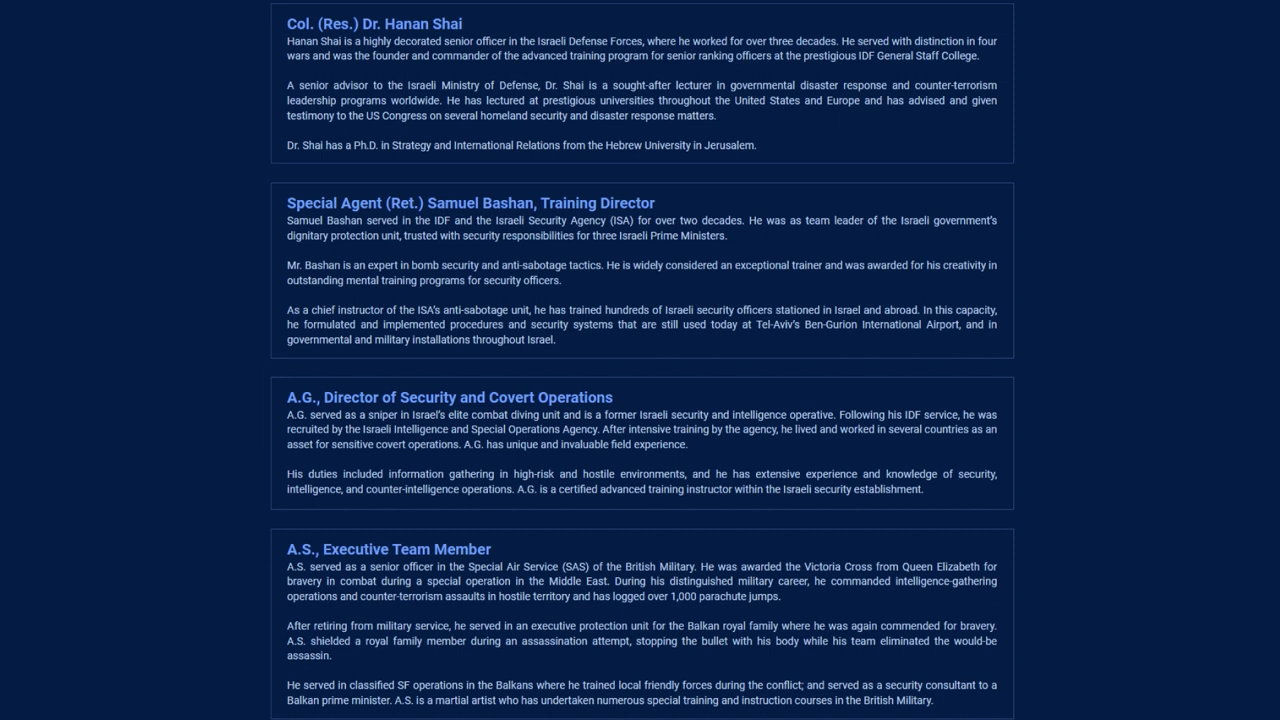 Col. (Res.) Dr. Hanan Shai
Hanan Shai is a highly decorated senior officer in the Israeli Defense Forces, where he worked for over three decades. He served with distinction in four
wars and was the founder and commander of the advanced training program for senior ranking officers at the prestigious IDF General Staff College.
A senior advisor to the Israeli Ministry of Defense, Dr. Shai is a sought-after lecturer in governmental disaster response and counter-terrorism
leadership programs worldwide. He has lectured at prestigious universities throughout the United States and Europe and has advised and given
testimony to the US Congress on several homeland security and disaster response matters.
Dr. Shai has a Ph.D. in Strategy and International Relations from the Hebrew University in Jerusalem.
Special Agent (Ret.) Samuel Bashan, Training Director
Samuel Bashan served in the IDF and the Israeli Security Agency (ISA) for over two decades. He was as team leader of the Israeli government's
dignitary protection unit, trusted with security responsibilities for three Israeli Prime Ministers.
Mr. Bashan is an expert in bomb security and anti-sabotage tactics. He is widely considered an exceptional trainer and was awarded for his creativity in
outstanding mental training programs for security officers.
As a chief instructor of the ISA's anti-sabotage unit, he has trained hundreds of Israeli security officers stationed in Israel and abroad. In this capacity,
he formulated and implemented procedures and security systems that are still used today at Tel-Aviv's Ben-Gurion International Airport, and in
governmental and military installations throughout Israel.
A.G., Director of Security and Covert Operations
A.G. served as a sniper in Israel's elite combat diving unit and is a former Israeli security and intelligence operative. Following his IDF service, he was
recruited by the Israeli Intelligence and Special Operations Agency. After intensive training by the agency, he lived and worked in several countries as an
asset for sensitive covert operations. A.G. has unique and invaluable field experience.
His duties included information gathering in high-risk and hostile environments, and he has extensive experience and knowledge of security,
intelligence, and counter-intelligence operations. A.G. is a certified advanced training instructor within the Israeli security establishment.
A.S., Executive Team Member
A.S. served as a senior officer in the Special Air Service (SAS) of the British Military. He was awarded the Victoria Cross from Queen Elizabeth for
bravery in combat during a special operation in the Middle East. During his distinguished military career, he commanded intelligence-gathering
operations and counter-terrorism assaults in hostile territory and has logged over 1,000 parachute jumps.
After retiring from military service, he served in an executive protection unit for the Balkan royal family where he was again commended for bravery.
A.S. shielded a royal family member during an assassination attempt, stopping the bullet with his body while his team eliminated the would-be
assassin.
He served in classified SF operations in the Balkans where he trained local friendly forces during the conflict; and served as a security consultant to a
Balkan prime minister. A.S. is a martial artist who has undertaken numerous special training and instruction courses in the British Military.